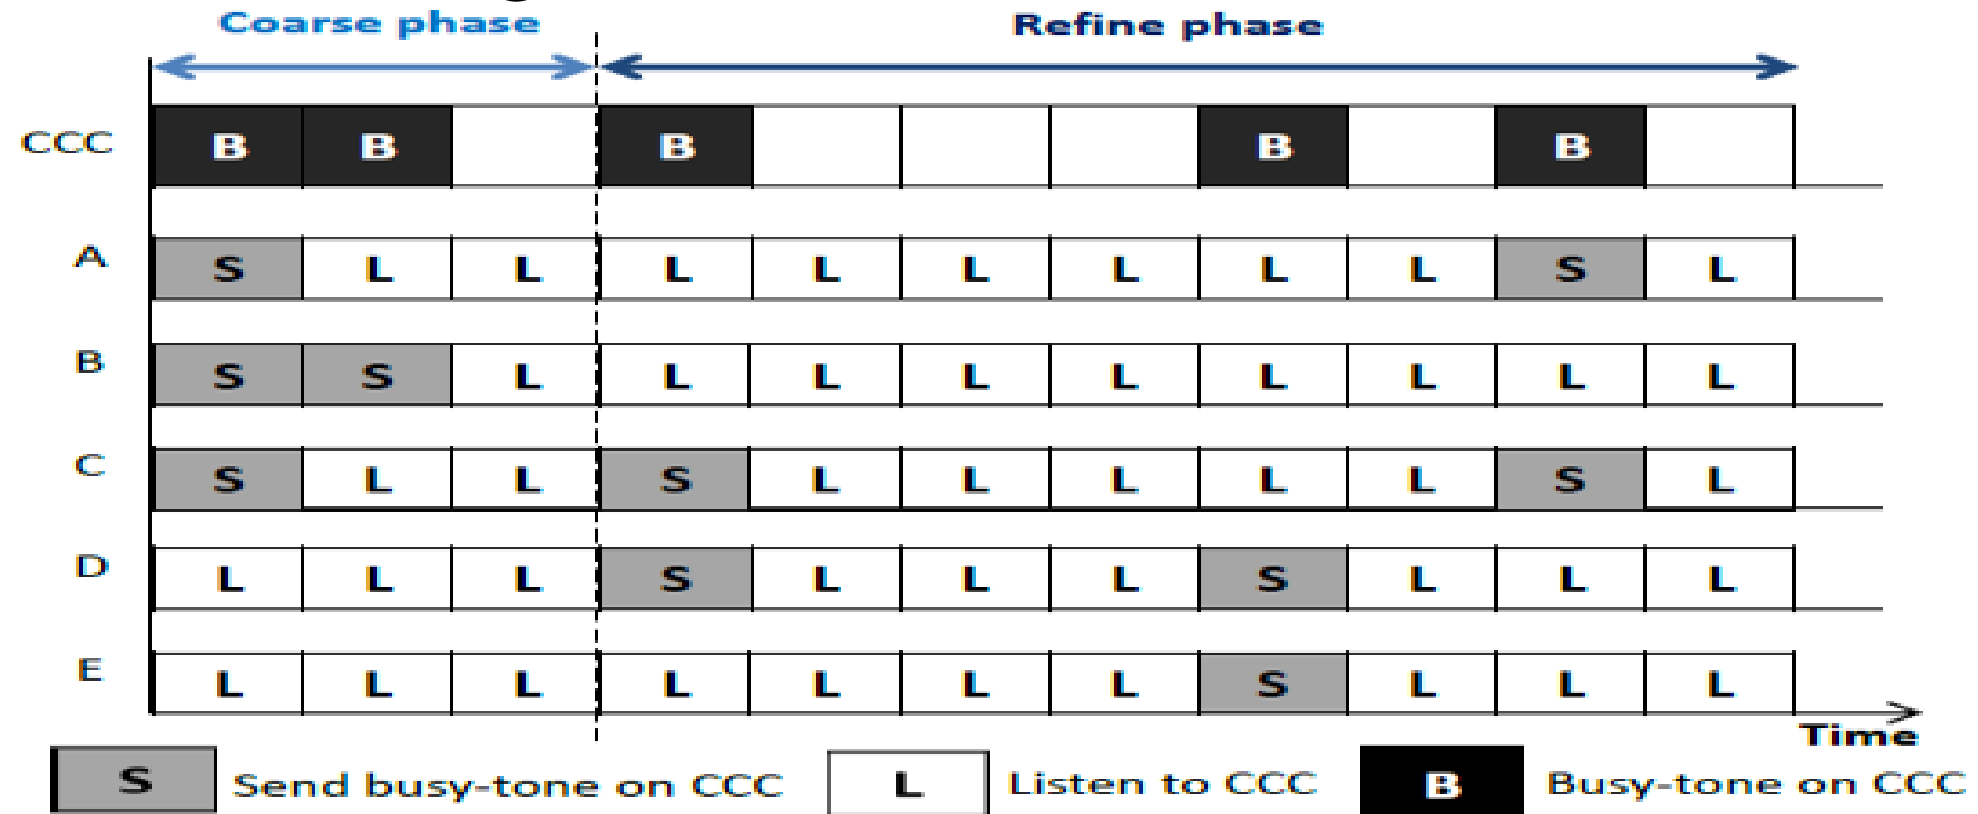 Coarse phase Refine phase
CCC B B B B B
A S L L L L L L L L S L
B S S L L L L L L L L L
C S L L S L L L L L S L
D L L L S L L L S L L L
E L L L L L L L S L L L
Time
S Send busy-tone on CCC L Listen to CCC B Busy-tone on CCC